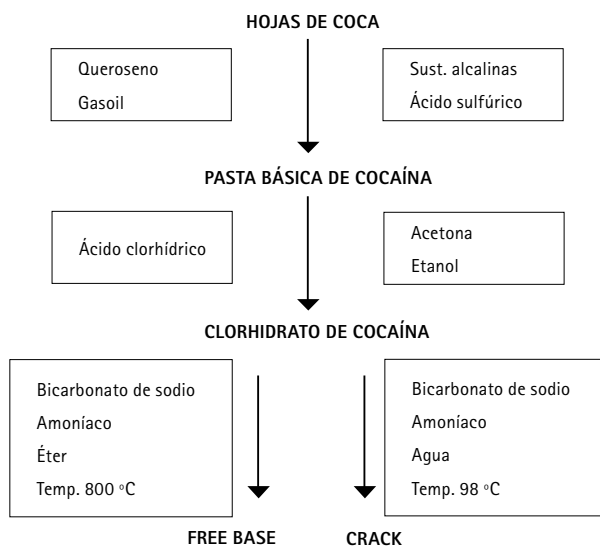 HOJAS DE COCA
Queroseno
Gasoil
Sust. alcalinas
Ácido sulfúrico
PASTA BÁSICA DE COCAÍNA
Ácido clorhídrico
Acetona
Etanol
CLORHIDRATO DE COCAÍNA
Bicarbonato de sodio
Amoníaco
Éter
Temp. 800 ºC
Bicarbonato de sodio
Amoníaco
Agua
Temp. 98 ºC
FREE BASE
CRACK